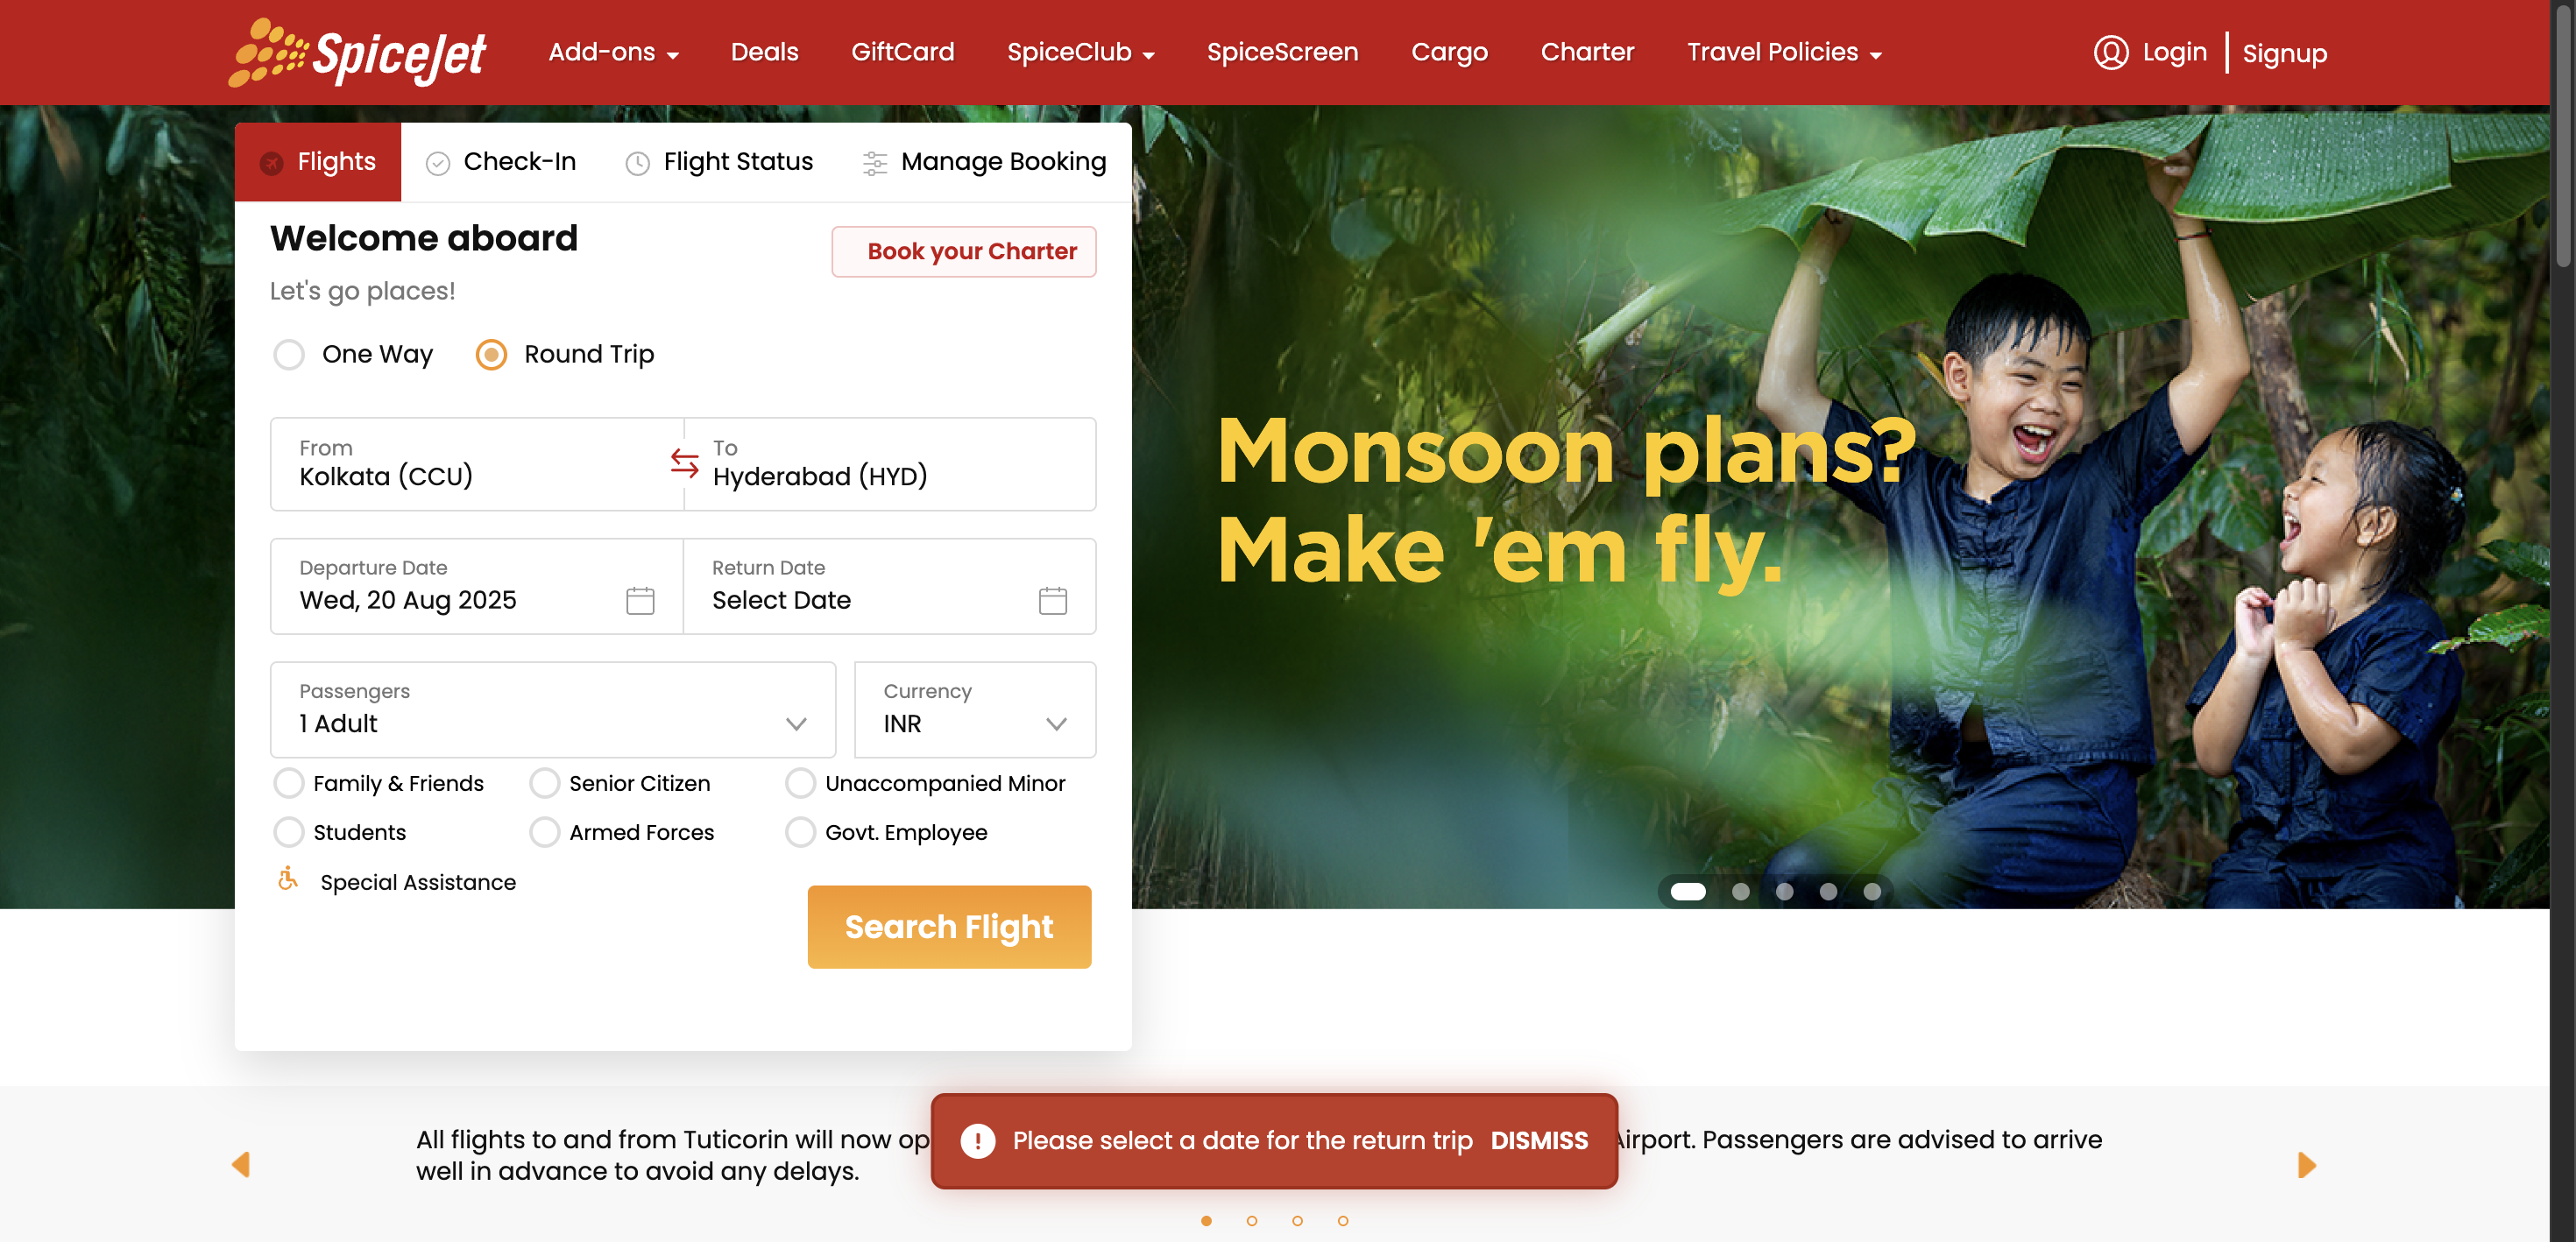 SpiceJet
Add-ons
Deals
GiftCard
SpiceClub
SpiceScreen
Cargo
Charter
Travel Policies
Login
Signup
Flights
Check-In
Flight Status
Manage Booking
Welcome aboard
Book your Charter
Let's go places!
One Way
Round Trip
From
Kolkata (CCU)
To
Hyderabad (HYD)
Departure Date
Wed, 20 Aug 2025
Return Date
Select Date
Passengers
1 Adult
Currency
INR
Family & Friends
Senior Citizen
Unaccompanied Minor
Students
Armed Forces
Govt. Employee
Special Assistance
Search Flight
Monsoon plans?
Make 'em fly.
All flights to and from Tuticorin will now op
Airport. Passengers are advised to arrive
well in advance to avoid any delays.
Please select a date for the return trip DISMISS